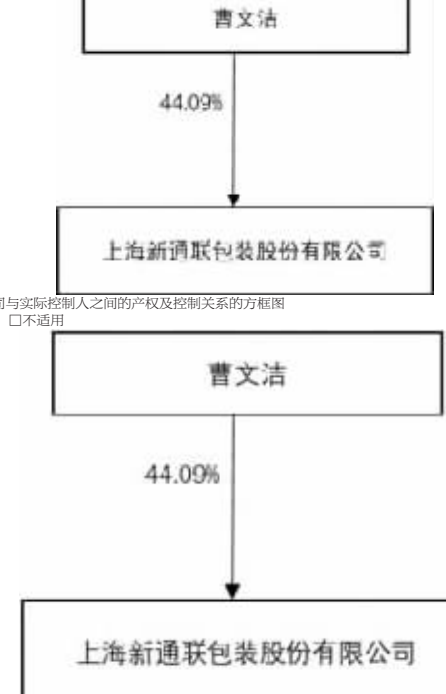 曹文洁
44.09%
上海新通联包装股份有限公司
司与实际控制人之间的产权及控制关系的方框图
□不适用
曹文洁
44.09%
上海新通联包装股份有限公司